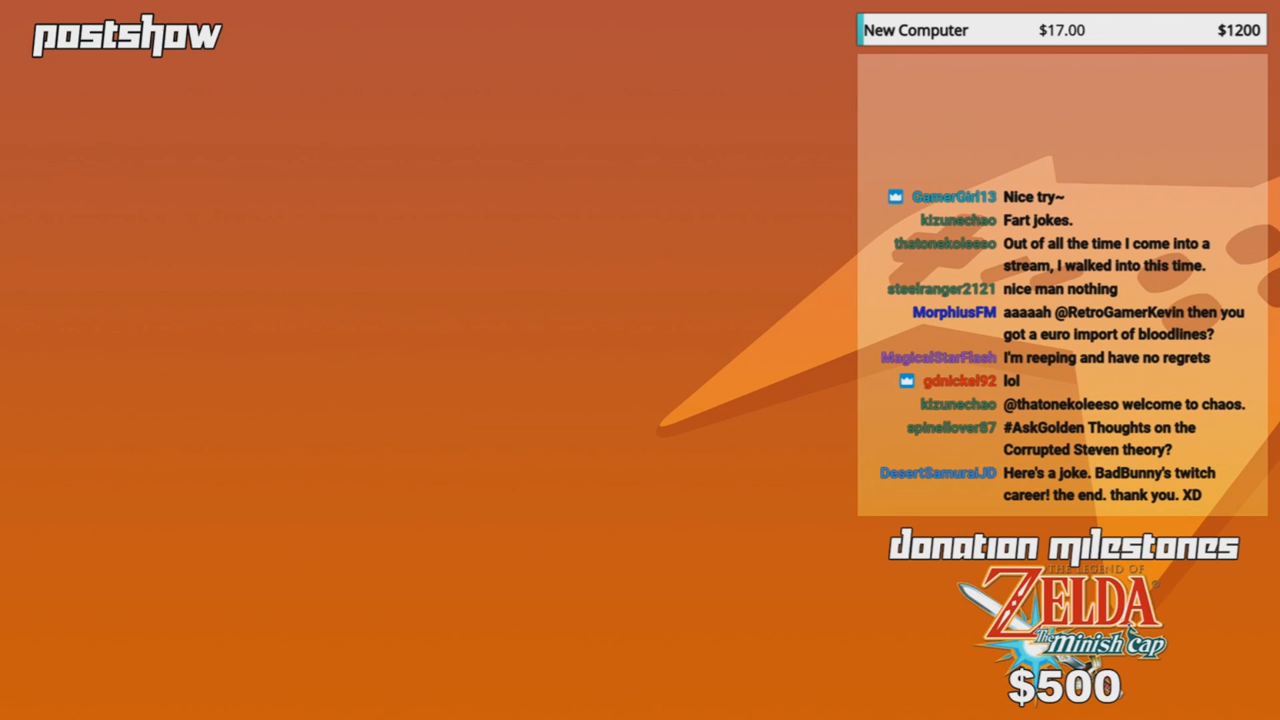 postshow
New Computer $17.00 $1200
GamerGirl13 Nice try~
kizunechao Fart jokes.
thatonekoleeso Out of all the time I come into a
stream, I walked into this time.
steelranger2121 nice man nothing
MorphiusFM aaaaah @RetroGamerKevin then you
got a euro import of bloodlines?
MagicalStarFlash I'm reeping and have no regrets
gdnickel92 lol
kizunechao @thatonekoleeso welcome to chaos.
spinellover87 #AskGolden Thoughts on the
Corrupted Steven theory?
DesertSamuraiJD Here's a joke. BadBunny's twitch
career! the end. thank you. XD
donation milestones
THE LEGEND OF
ZELDA
The Minish Cap
$500